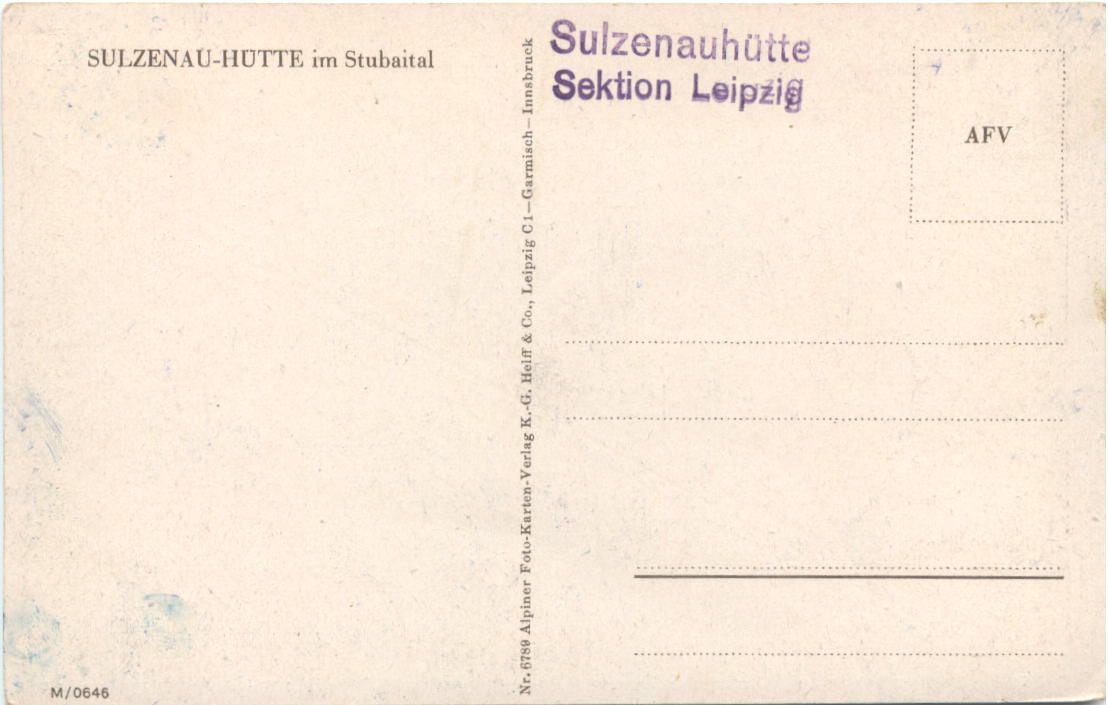 SULZENAU-HÜTTE im Stubaital
M/0646
Nr. 6789 Alpiner Foto-Karten-Verlag K.-G. Helff & Co., Leipzig C1—Garmisch—Innsbruck
Sulzenauhütte
Sektion Leipzig
AFV